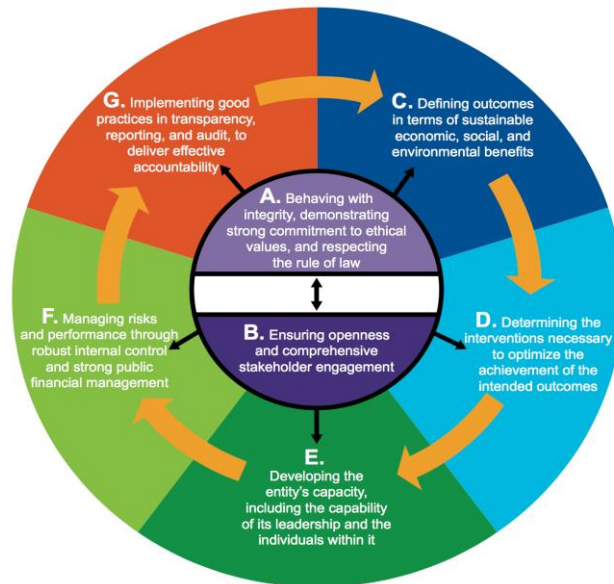 G. Implementing good
practices in transparency,
reporting, and audit, to
deliver effective
accountability
C. Defining outcomes
in terms of sustainable
economic, social, and
environmental benefits
A. Behaving with
integrity, demonstrating
strong commitment to ethical
values, and respecting
the rule of law
B. Ensuring openness
and comprehensive
stakeholder engagement
D. Determining the
interventions necessary
to optimize the
achievement of the
intended outcomes
E.
Developing the
entity's capacity,
including the capability
of its leadership and the
individuals within it
F. Managing risks
and performance through
robust internal control
and strong public
financial management